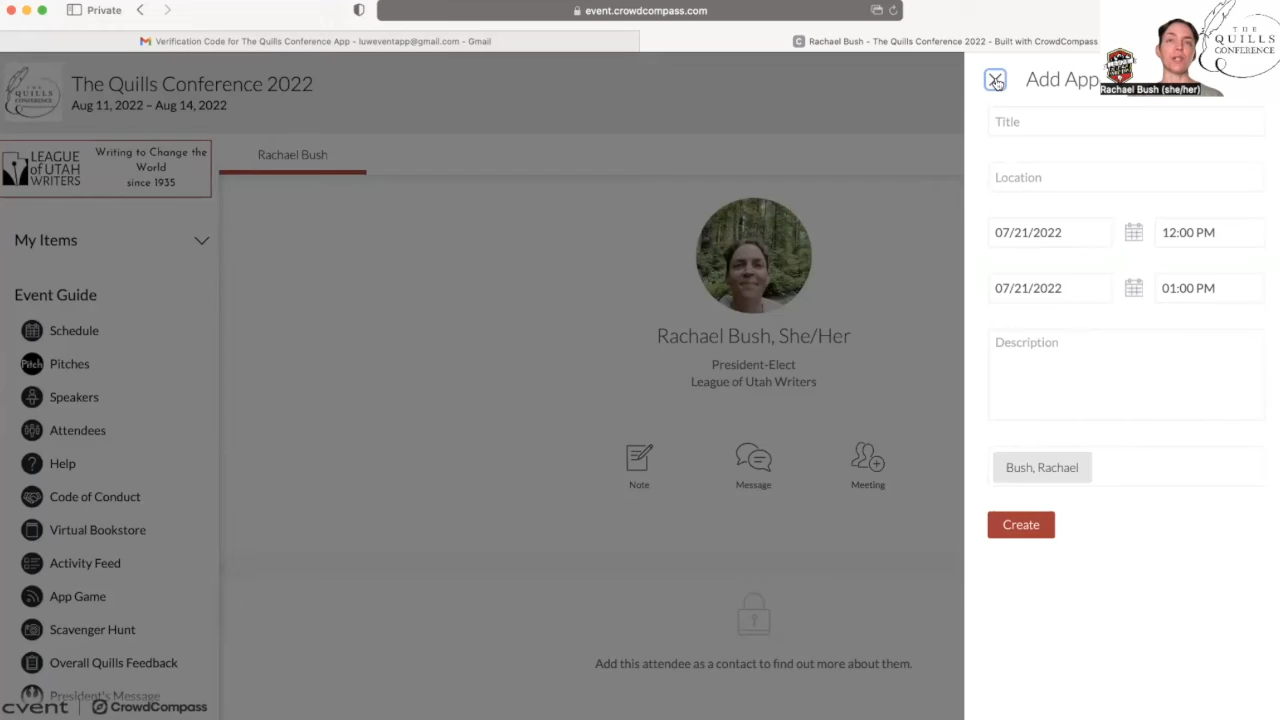 Private
event.crowdcompass.com
Verification Code for The Quills Conference App - luweventapp@gmail.com - Gmail
Rachael Bush - The Quills Conference 2022 - Built with CrowdCompass
THE
QUILLS
CONFERENCE
Rachael Bush (she/her)
THE
QUILLS
CONFERENCE
The Quills Conference 2022
Aug 11, 2022 – Aug 14, 2022
LEAGUE
of UTAH
WRITERS
Writing to Change the
World
since 1935
My Items
Event Guide
Schedule
Pitch
Pitches
Speakers
Attendees
Help
Code of Conduct
Virtual Bookstore
Activity Feed
App Game
Scavenger Hunt
Overall Quills Feedback
President's Message
cvent
CrowdCompass
Rachael Bush
Rachael Bush, She/Her
President-Elect
League of Utah Writers
Note
Message
Meeting
Add this attendee as a contact to find out more about them.
Add App
Title
Location
07/21/2022
12:00 PM
07/21/2022
01:00 PM
Description
Bush, Rachael
Create